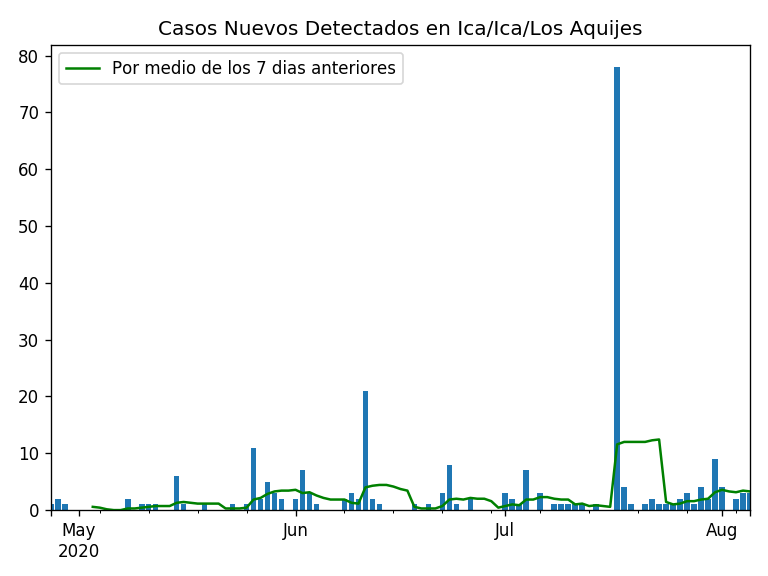 Casos Nuevos Detectados en Ica/Ica/Los Aquijes
Por medio de los 7 dias anteriores
80
70
60
50
40
30
20
10
0
May
2020
Jun
Jul
Aug